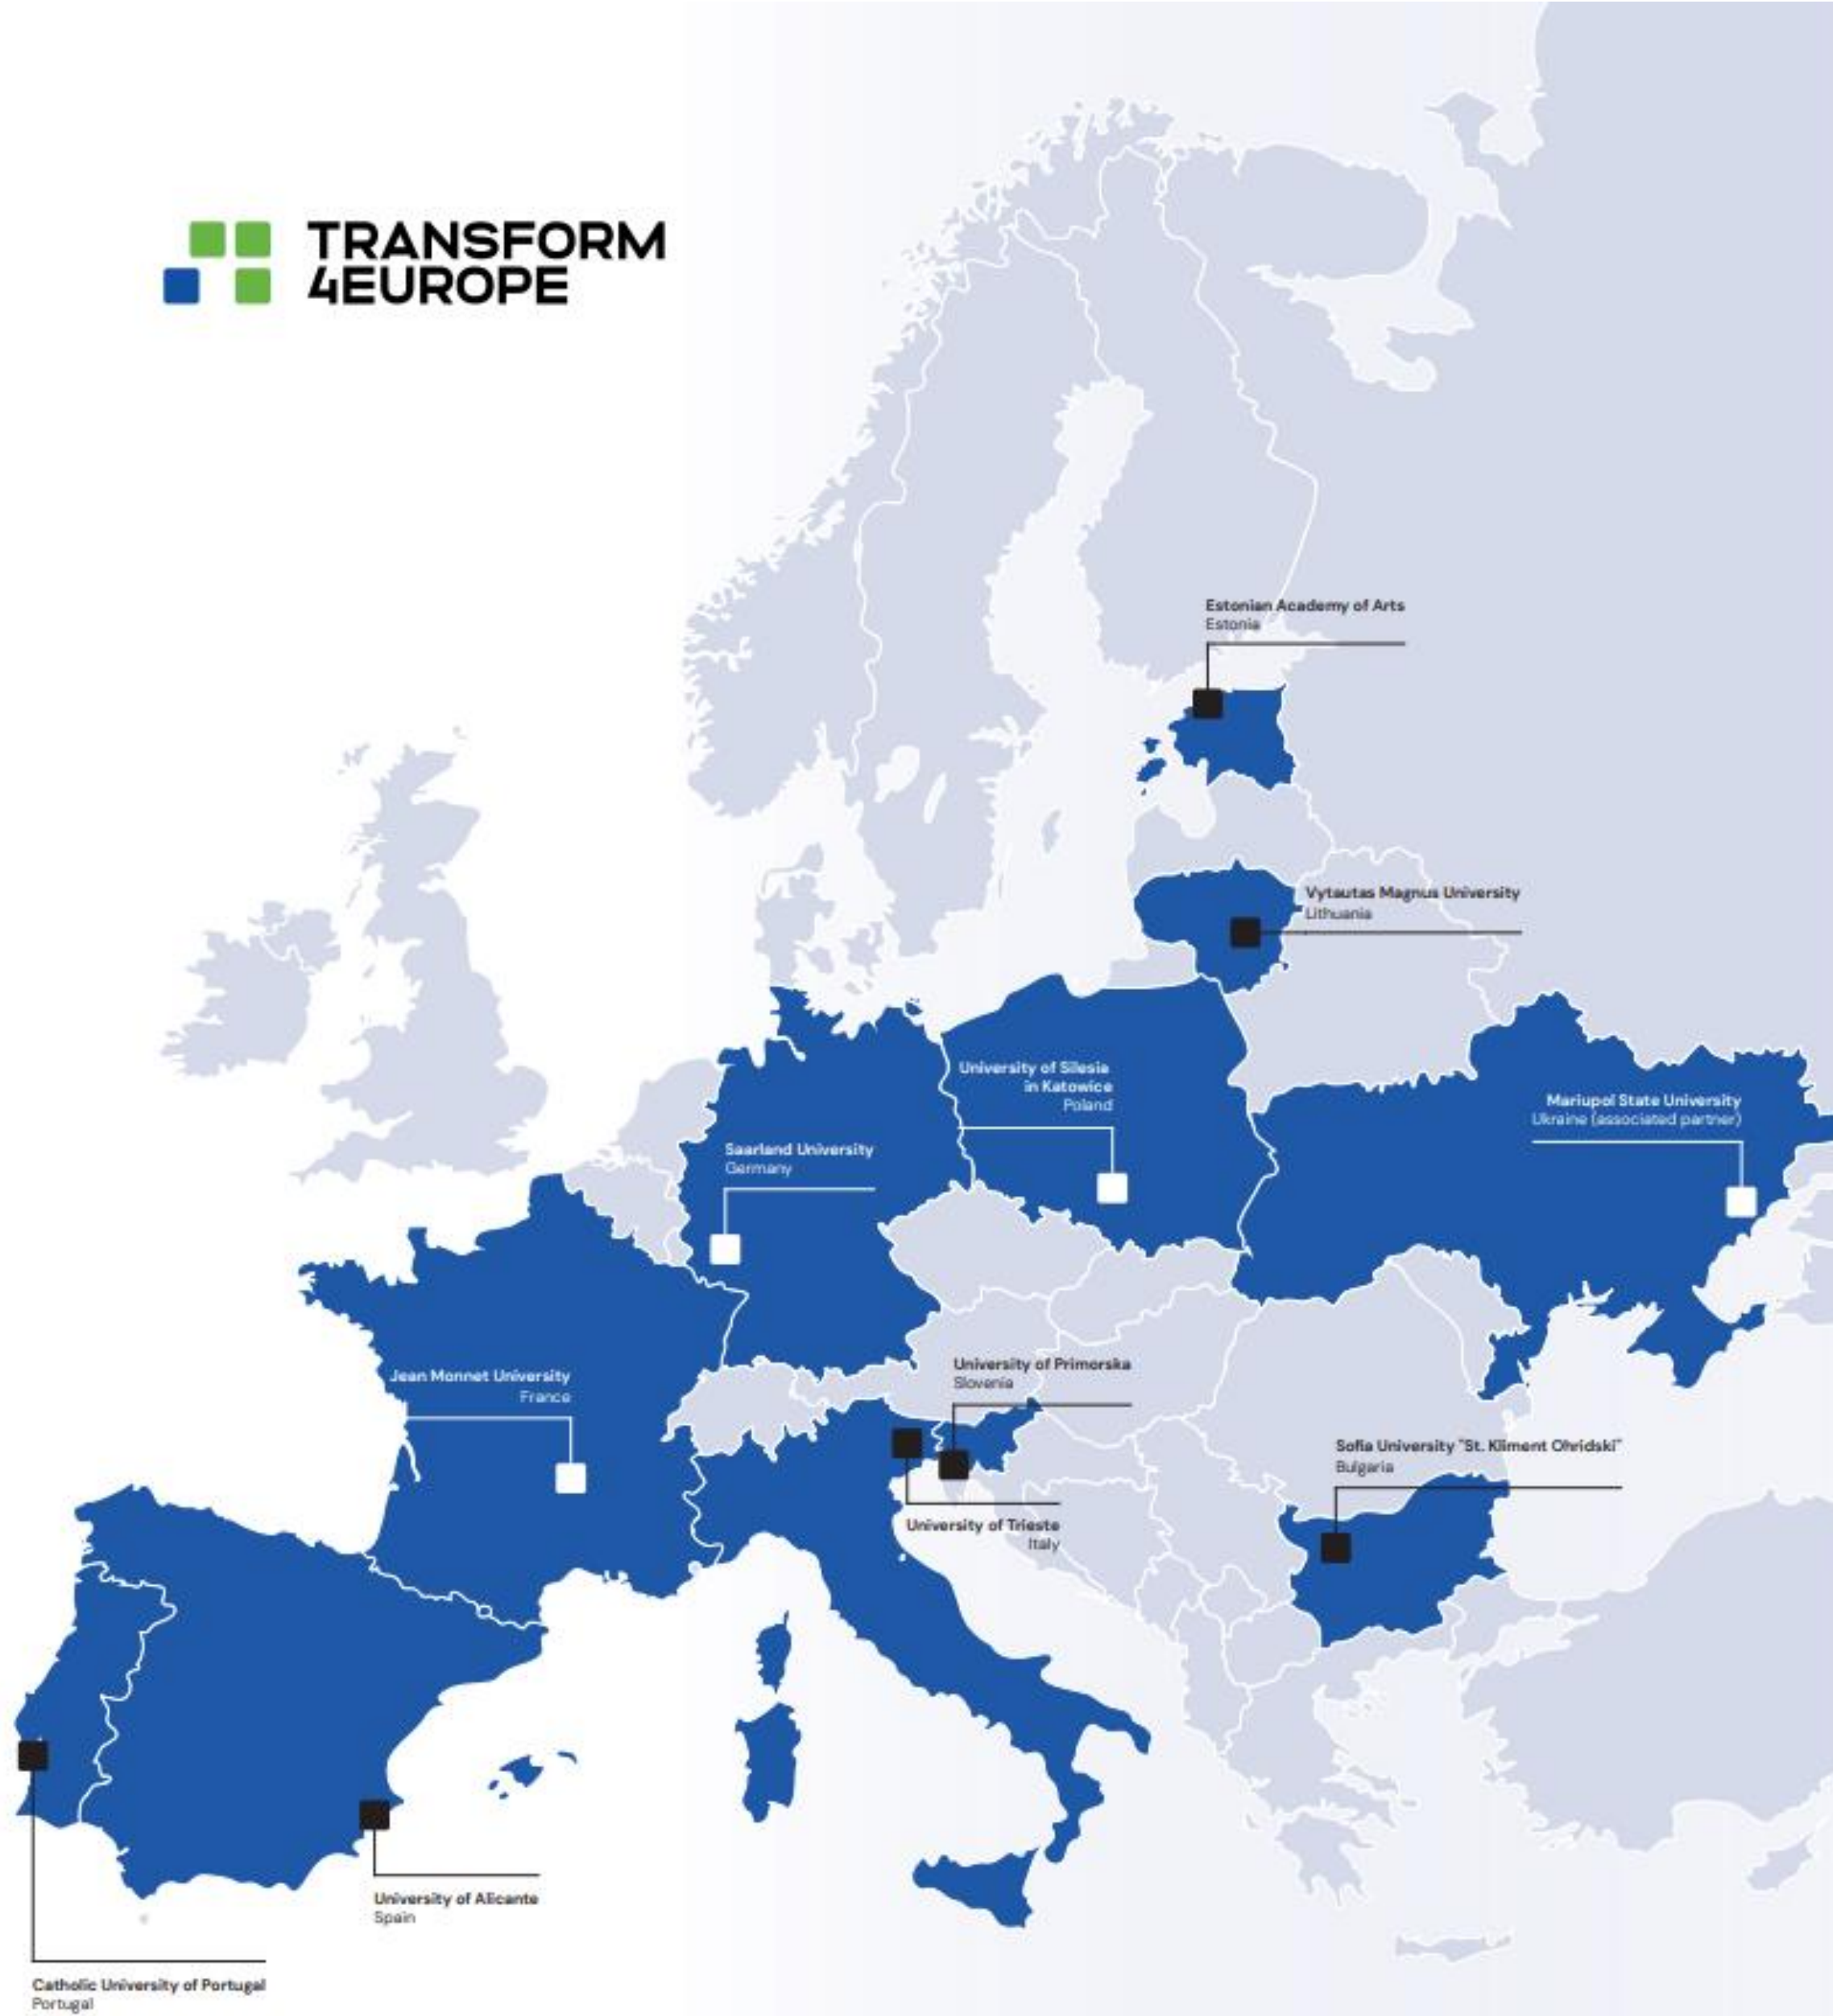 TRANSFORM
4EUROPE
Estonian Academy of Arts
Estonia
Vytautas Magnus University
Lithuania
University of Silesia
in Katowice
Poland
Mariupol State University
Ukraine (associated partner)
Saarland University
Germany
University of Primorska
Slovenia
Jean Monnet University
France
Sofia University "St. Kliment Ohridski"
Bulgaria
University of Trieste
Italy
University of Alicante
Spain
Catholic University of Portugal
Portugal